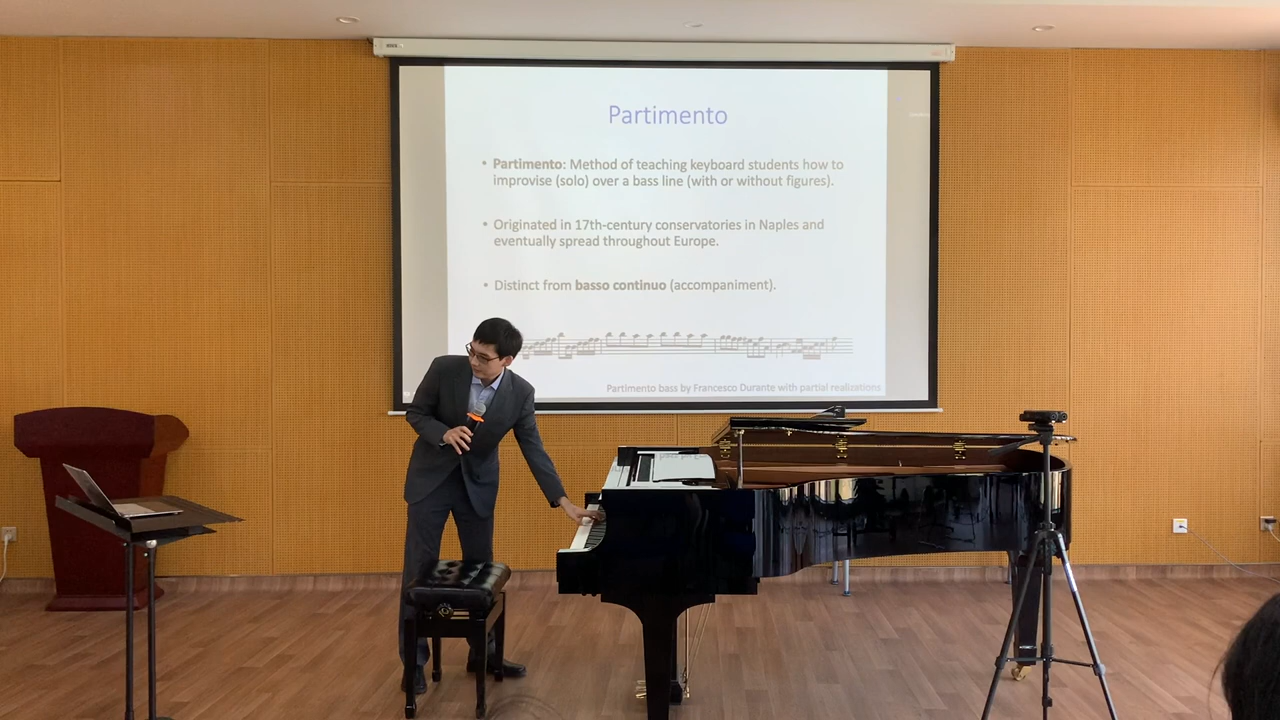 Partimento
• Partimento: Method of teaching keyboard students how to
improvise (solo) over a bass line (with or without figures).
• Originated in 17th-century conservatories in Naples and
eventually spread throughout Europe.
• Distinct from basso continuo (accompaniment).
Partimento bass by Francesco Durante with partial realizations